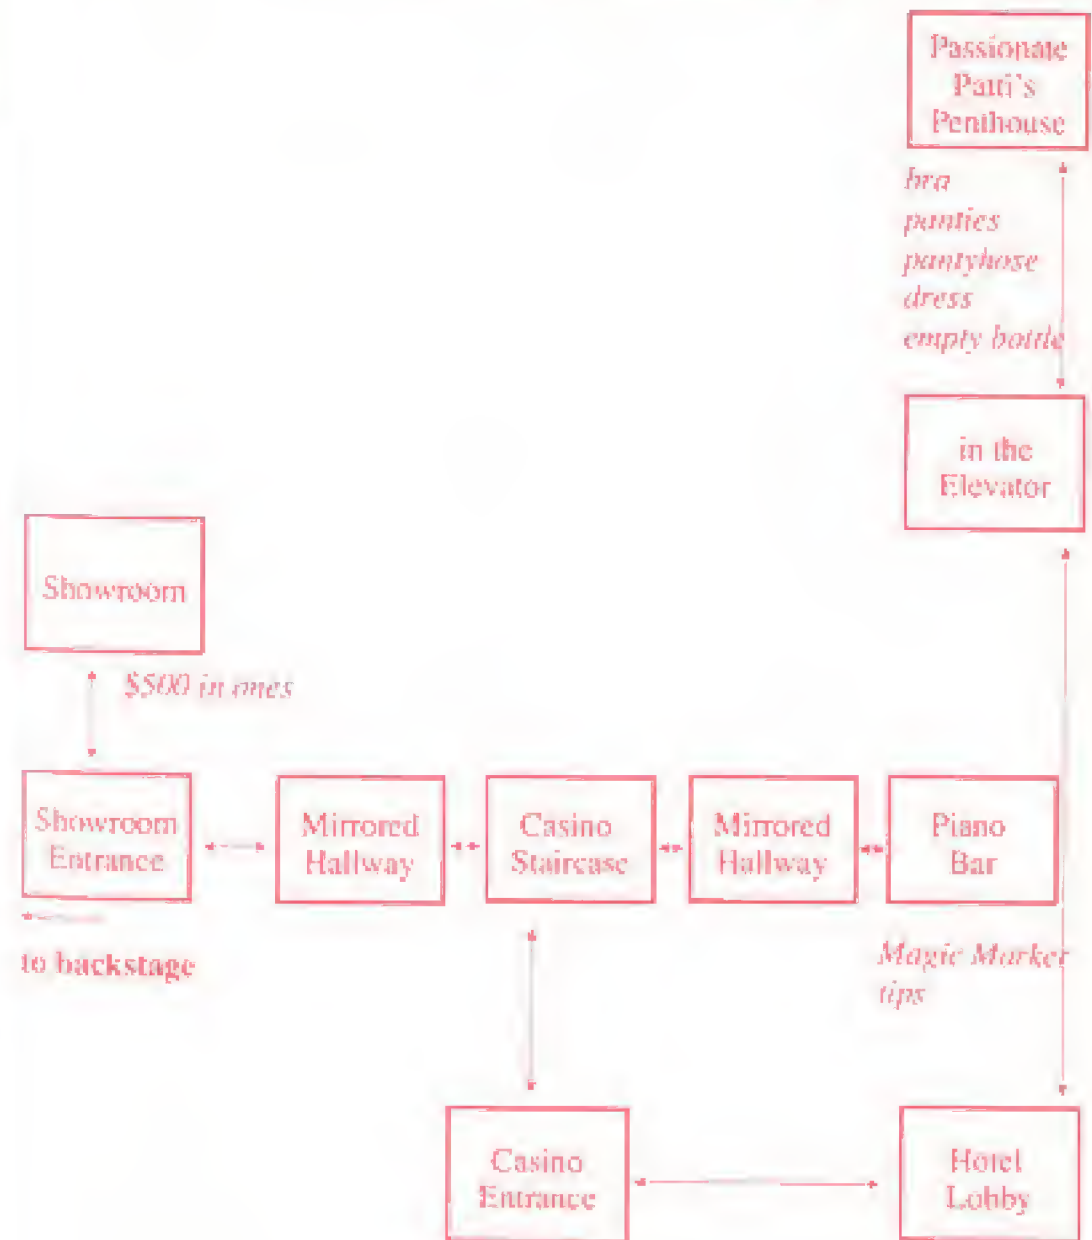 Passionate
Patti's
Penthouse
bra
panties
pantyhose
dress
empty bottle
in the
Elevator
Showroom
$500 in ones
Showroom
Entrance
Mirrored
Hallway
Casino
Staircase
Mirrored
Hallway
Piano
Bar
to backstage
Magic Marker
tips
Casino
Entrance
Hotel
Lobby